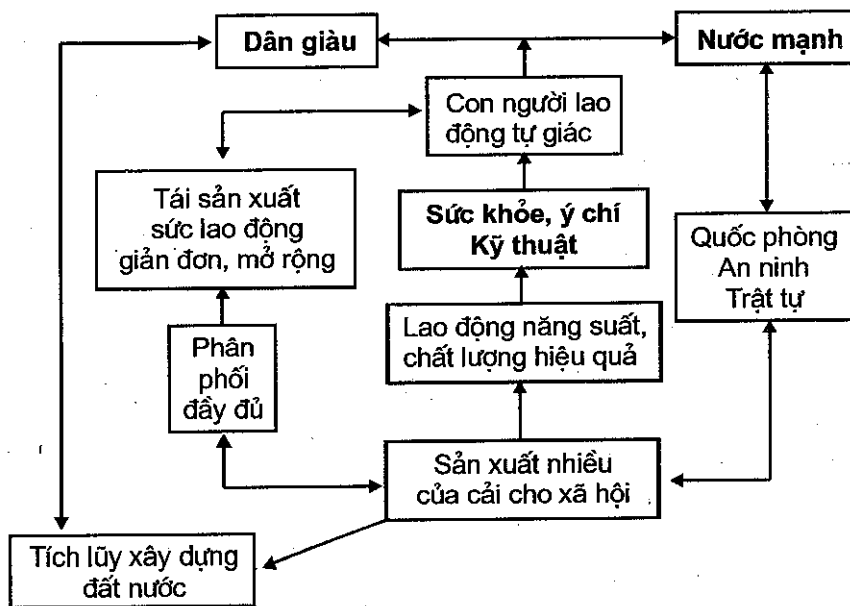 Dân giàu
Nước mạnh
Con người lao
động tự giác
Tái sản xuất
sức lao động
giản đơn, mở rộng
Sức khỏe, ý chí
Kỹ thuật
Quốc phòng
An ninh
Trật tự
Lao động năng suất,
chất lượng hiệu quả
Phân
phối
đầy đủ
Sản xuất nhiều
của cải cho xã hội
Tích lũy xây dựng
đất nước